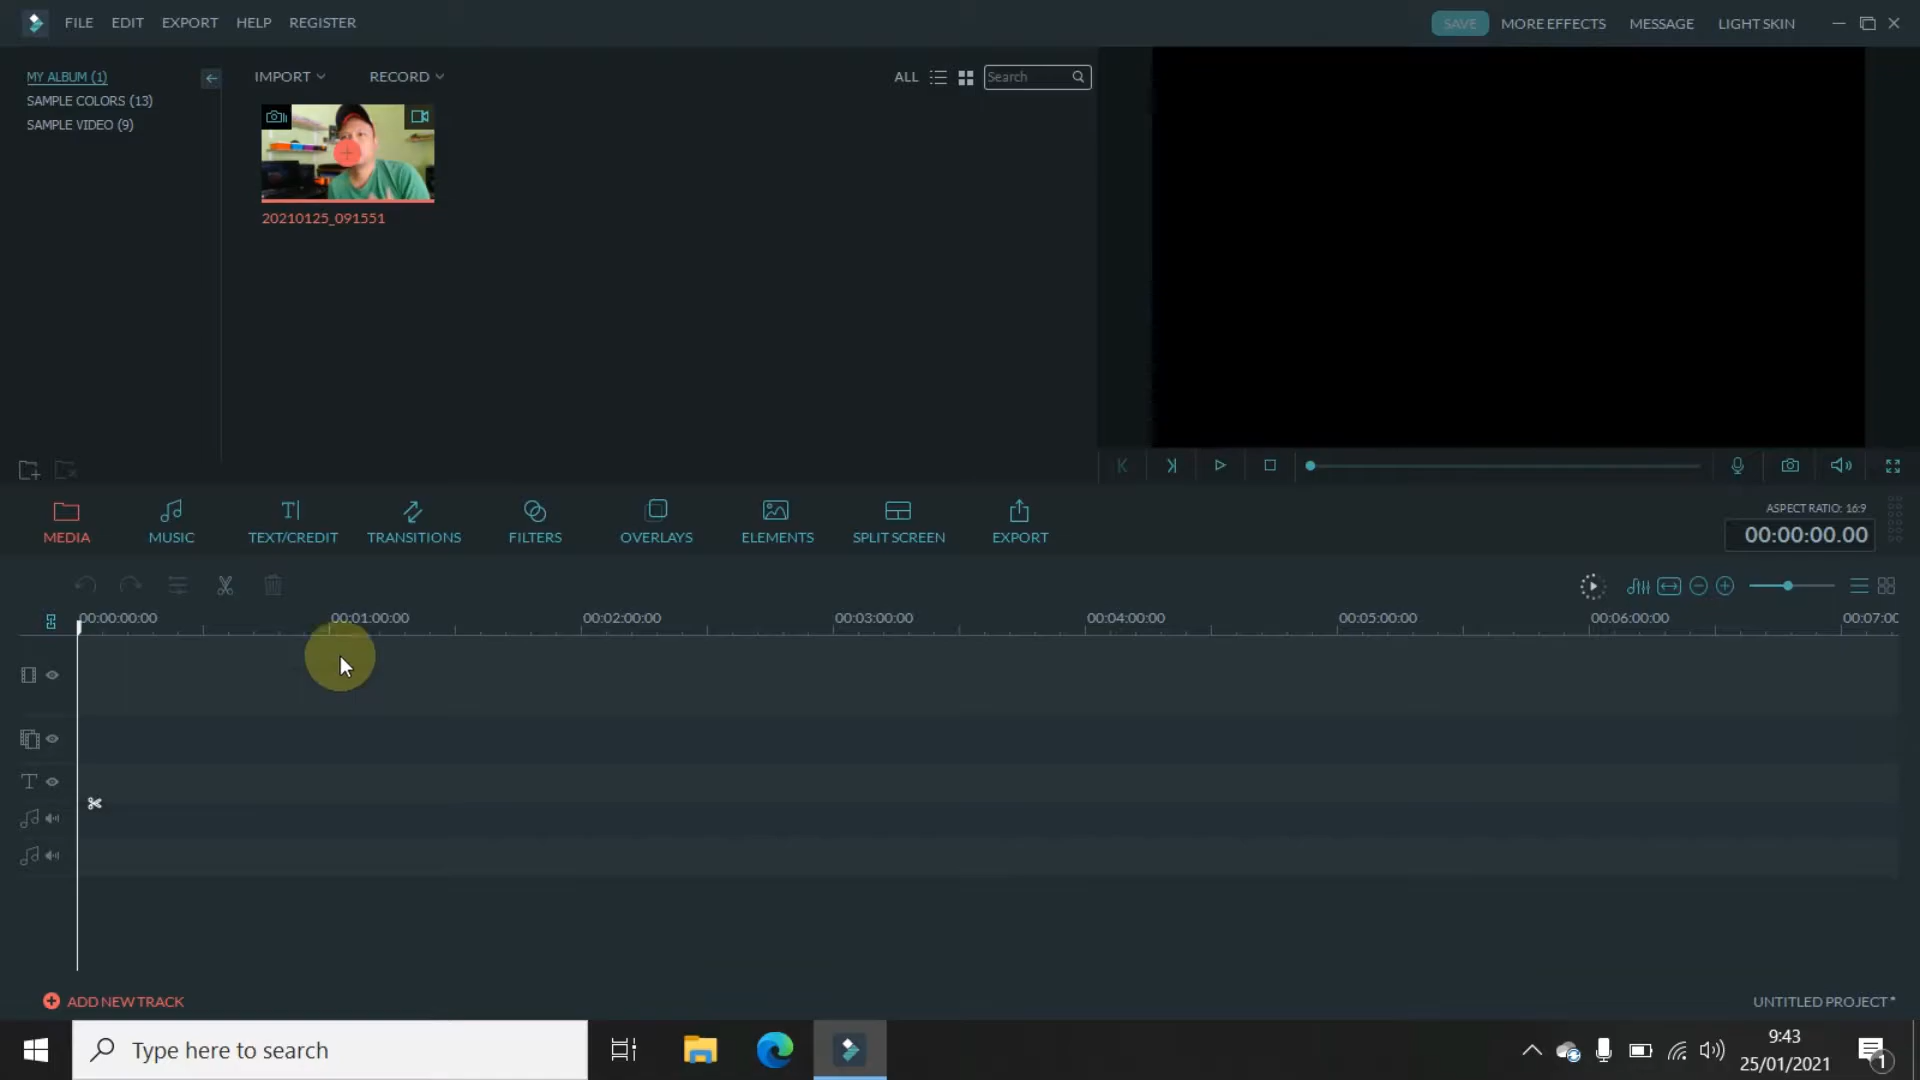 FILE EDIT EXPORT HELP REGISTER
SAVE MORE EFFECTS MESSAGE LIGHT SKIN
MY ALBUM (1)
SAMPLE COLORS (13)
SAMPLE VIDEO (9)
IMPORT RECORD ALL Search
20210125_091551
MEDIA MUSIC TEXT/CREDIT TRANSITIONS FILTERS OVERLAYS ELEMENTS SPLIT SCREEN EXPORT
ASPECT RATIO: 16:9
00:00:00.00
00:00:00:00 00:01:00:00 00:02:00:00 00:03:00:00 00:04:00:00 00:05:00:00 00:06:00:00 00:07:0C
ADD NEW TRACK
UNTITLED PROJECT *
Type here to search
9:43
25/01/2021
1